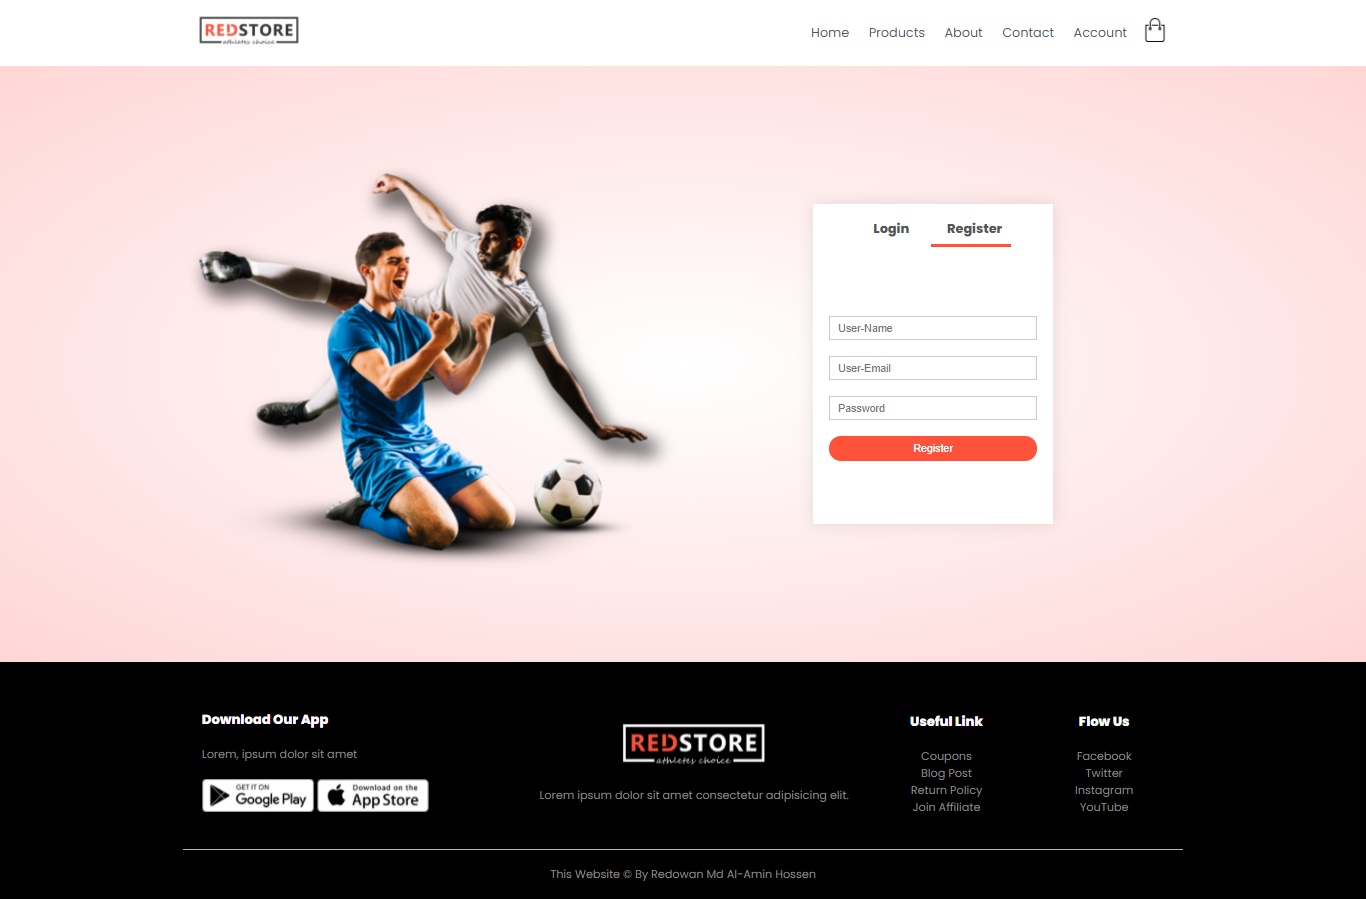 REDSTORE
athletes choice
Home Products About Contact Account
Login Register
User-Name
User-Email
Password
Register
Download Our App
Lorem, ipsum dolor sit amet
GET IT ON
Google Play
Download on the
App Store
REDSTORE
athletes choice
Lorem ipsum dolor sit amet consectetur adipisicing elit.
Useful Link
Coupons
Blog Post
Return Policy
Join Affiliate
Flow Us
Facebook
Twitter
Instagram
YouTube
This Website © By Redowan Md Al-Amin Hossen